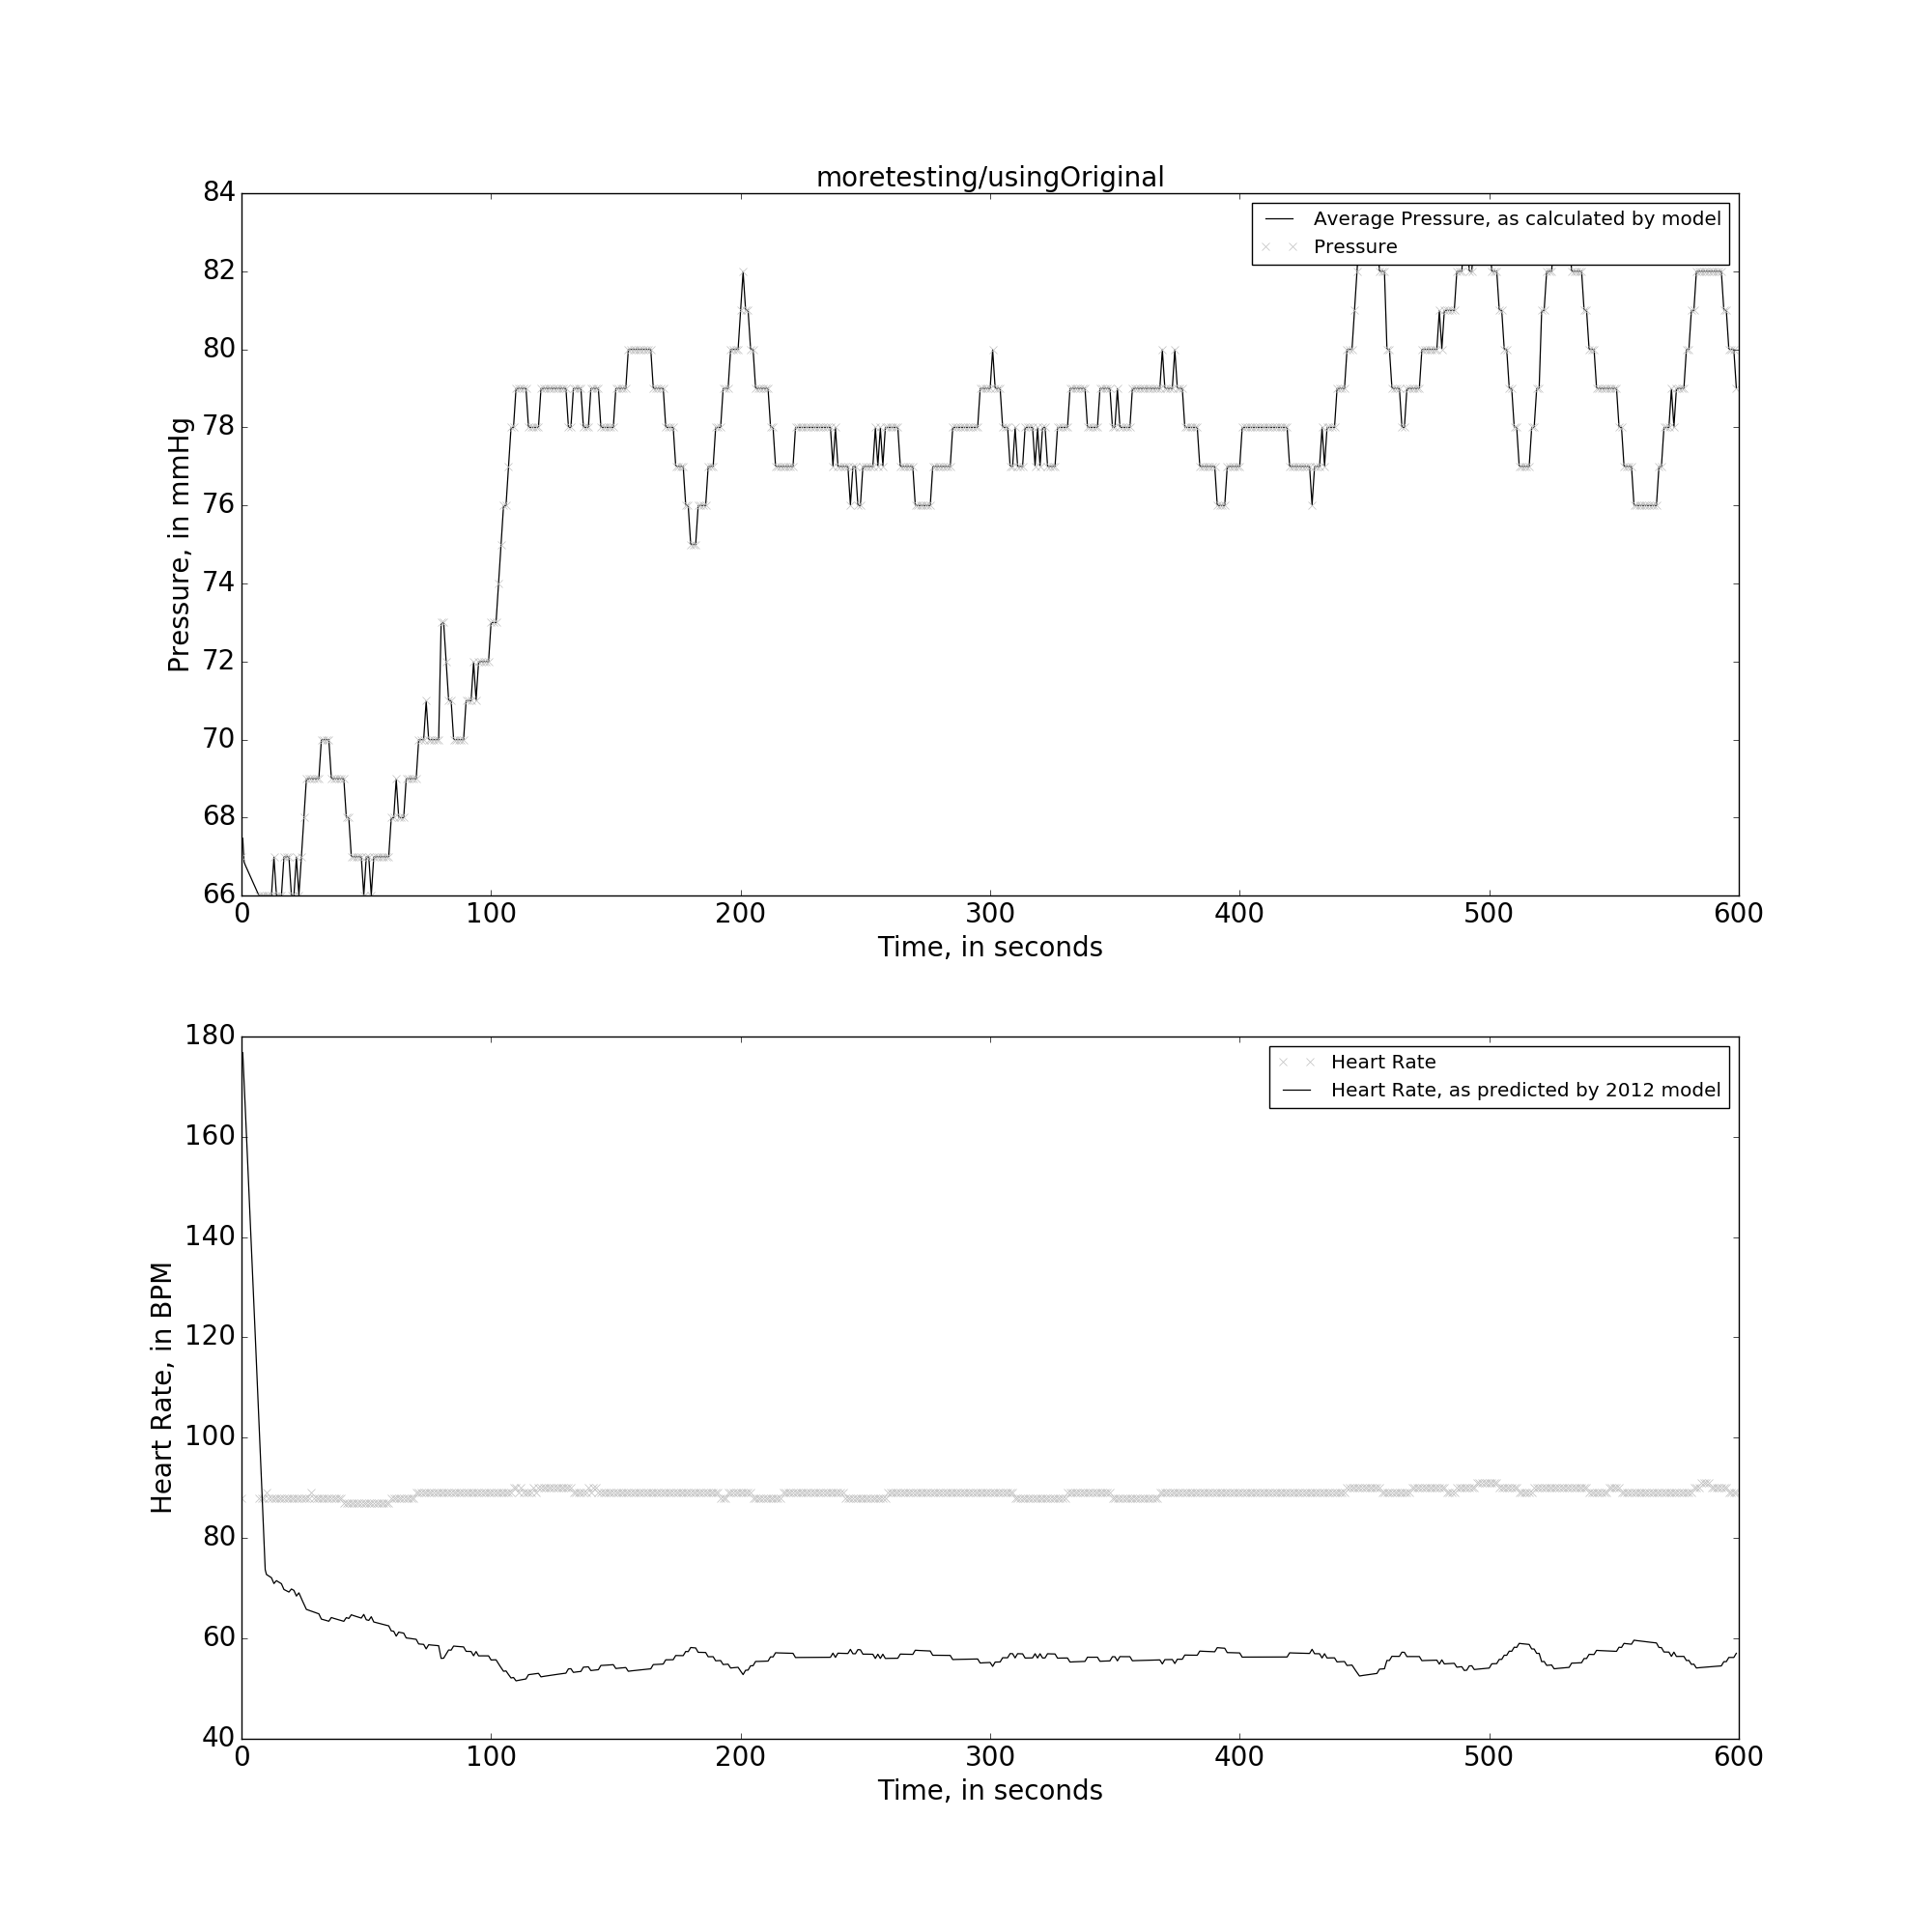 moretesting/usingOriginal
84
82
80
78
76
74
72
70
68
66
Pressure, in mmHg
Average Pressure, as calculated by model
Pressure
0 100 200 300 400 500 600
Time, in seconds
180
160
140
120
100
80
60
40
Heart Rate, in BPM
Heart Rate
Heart Rate, as predicted by 2012 model
0 100 200 300 400 500 600
Time, in seconds